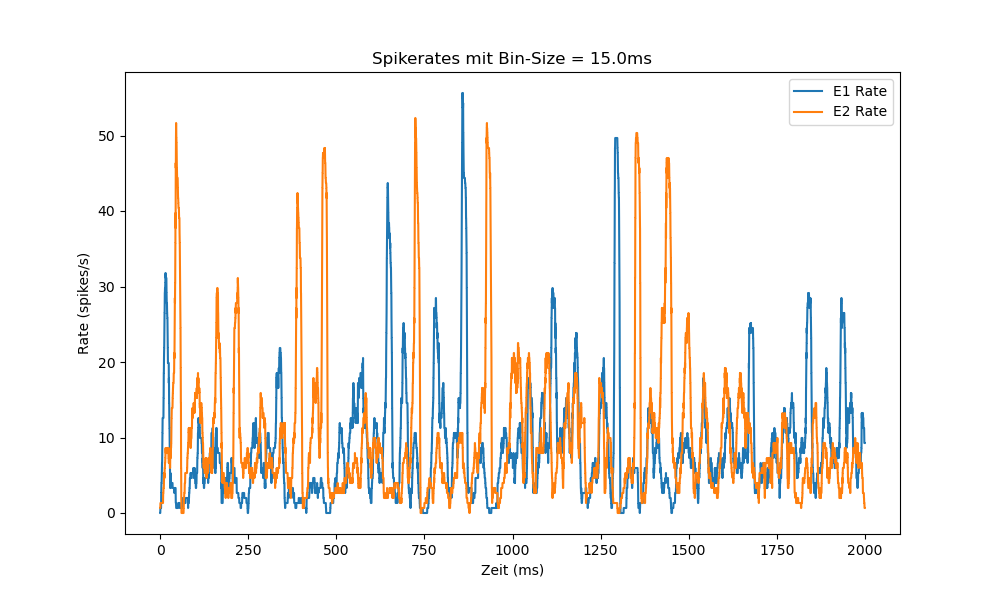 Spikerates mit Bin-Size = 15.0ms
E1 Rate
E2 Rate
50
40
30
20
10
0
Rate (spikes/s)
0 250 500 750 1000 1250 1500 1750 2000
Zeit (ms)